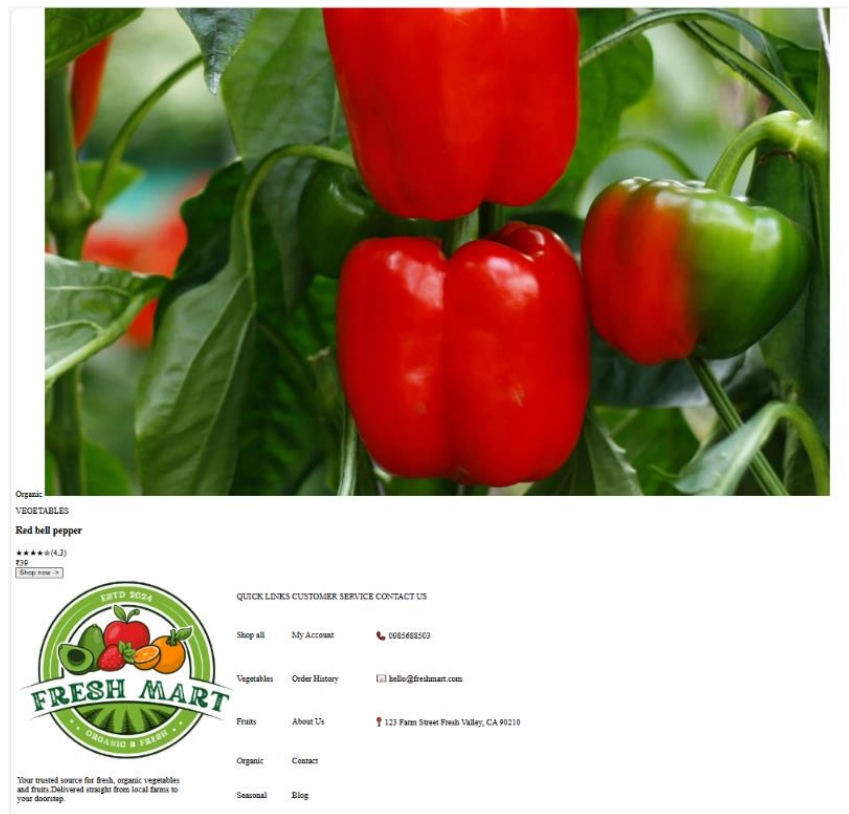 Organic
VEGETABLES
Red bell pepper
★★★★☆(4.3)
₹39
Shop now ->
ESTD 2024
FRESH MART
ORGANIC & FRESH
Your trusted source for fresh, organic vegetables
and fruits.Delivered straight from local farms to
your doorstep.
QUICK LINKS CUSTOMER SERVICE CONTACT US
Shop all My Account 0985688503
Vegetables Order History hello@freshmart.com
Fruits About Us 123 Farm Street Fresh Valley, CA 90210
Organic Contact
Seasonal Blog